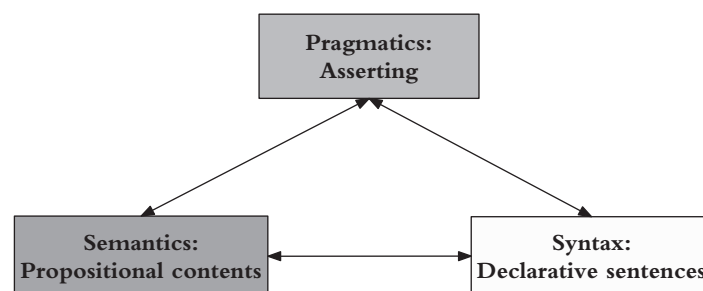 Pragmatics:
Asserting
Semantics:
Propositional contents
Syntax:
Declarative sentences